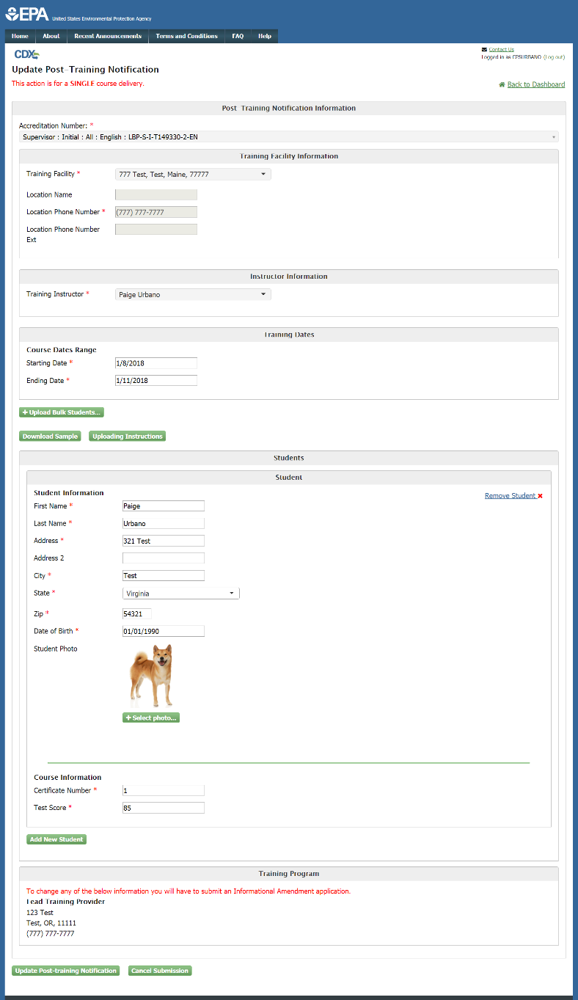 EPA United States Environmental Protection Agency
Home About Recent Announcements Terms and Conditions FAQ Help
CDX
Contact Us
Logged in as CPSURBANO (Log out)
Update Post-Training Notification
This action is for a SINGLE course delivery.
Back to Dashboard
Post Training Notification Information
Accreditation Number: *
Supervisor : Initial : All : English : LBP-S-I-T149330-2-EN
Training Facility Information
Training Facility * 777 Test, Test, Maine, 77777
Location Name
Location Phone Number * (777) 777-7777
Location Phone Number
Ext
Instructor Information
Training Instructor * Paige Urbano
Training Dates
Course Dates Range
Starting Date * 1/8/2018
Ending Date * 1/11/2018
+ Upload Bulk Students...
Download Sample Uploading Instructions
Students
Student
Student Information
Remove Student ×
First Name * Paige
Last Name * Urbano
Address * 321 Test
Address 2
City * Test
State * Virginia
Zip * 54321
Date of Birth * 01/01/1990
Student Photo
+ Select photo...
Course Information
Certificate Number * 1
Test Score * 85
Add New Student
Training Program
To change any of the below information you will have to submit an Informational Amendment application.
Lead Training Provider
123 Test
Test, OR, 11111
(777) 777-7777
Update Post-training Notification Cancel Submission